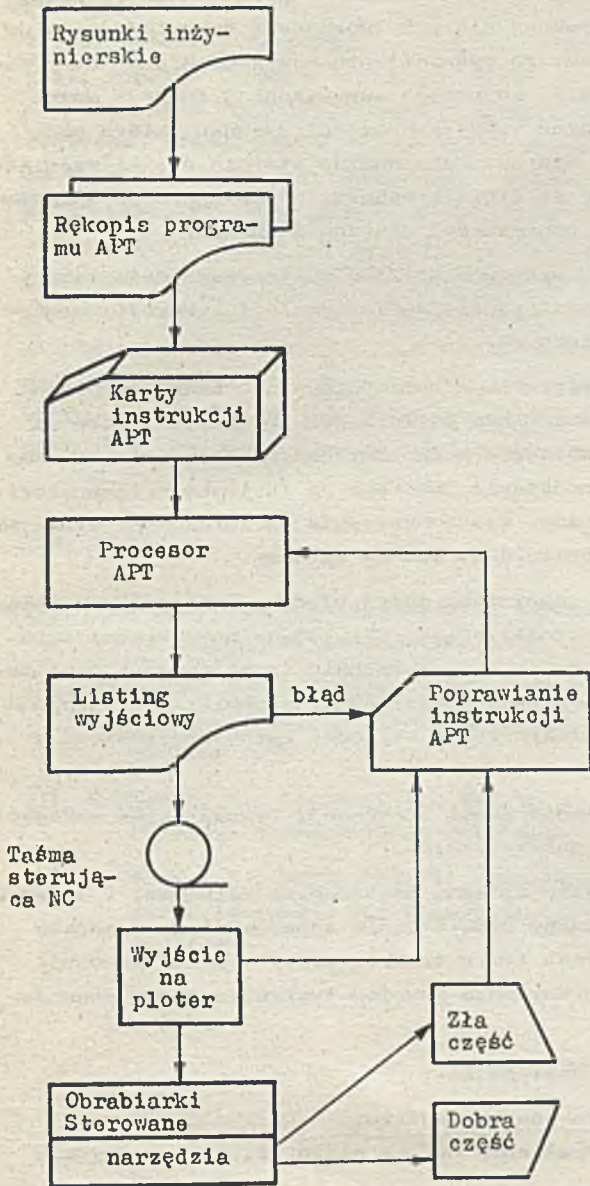 Rysunki inży-
nierskie
Rękopis progra-
mu APT
Karty
instrukcji
APT
Procesor
APT
Listing
wyjściowy
błąd
Poprawianie
instrukcji
APT
Taśma
sterują-
ca NC
Wyjście
na
ploter
Zła
część
Obrabiarki
Sterowane
narzędzia
Dobra
część